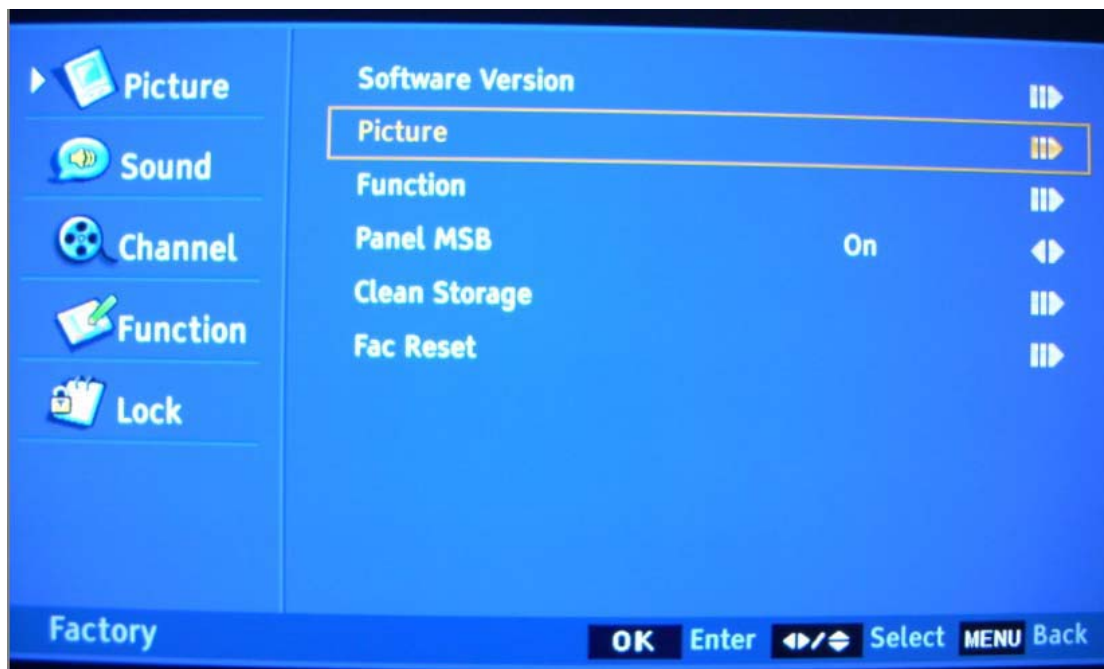 Picture
Sound
Channel
Function
Lock
Software Version
Picture
Function
Panel MSB On
Clean Storage
Fac Reset
Factory
OK Enter Select MENU Back